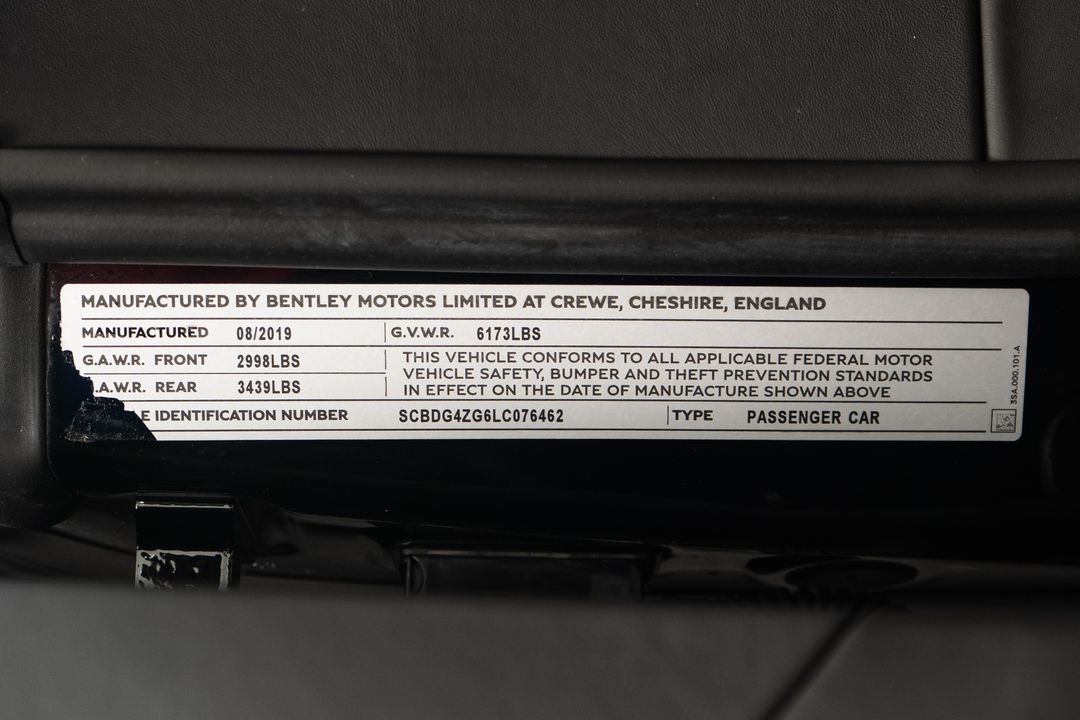 MANUFACTURED BY BENTLEY MOTORS LIMITED AT CREWE, CHESHIRE, ENGLAND
MANUFACTURED 08/2019 G.V.W.R. 6173LBS
G.A.W.R. FRONT 2998LBS
.A.W.R. REAR 3439LBS
THIS VEHICLE CONFORMS TO ALL APPLICABLE FEDERAL MOTOR
VEHICLE SAFETY, BUMPER AND THEFT PREVENTION STANDARDS
IN EFFECT ON THE DATE OF MANUFACTURE SHOWN ABOVE
LE IDENTIFICATION NUMBER SCBDG4ZG6LC076462 TYPE PASSENGER CAR
3SA.000.101.A